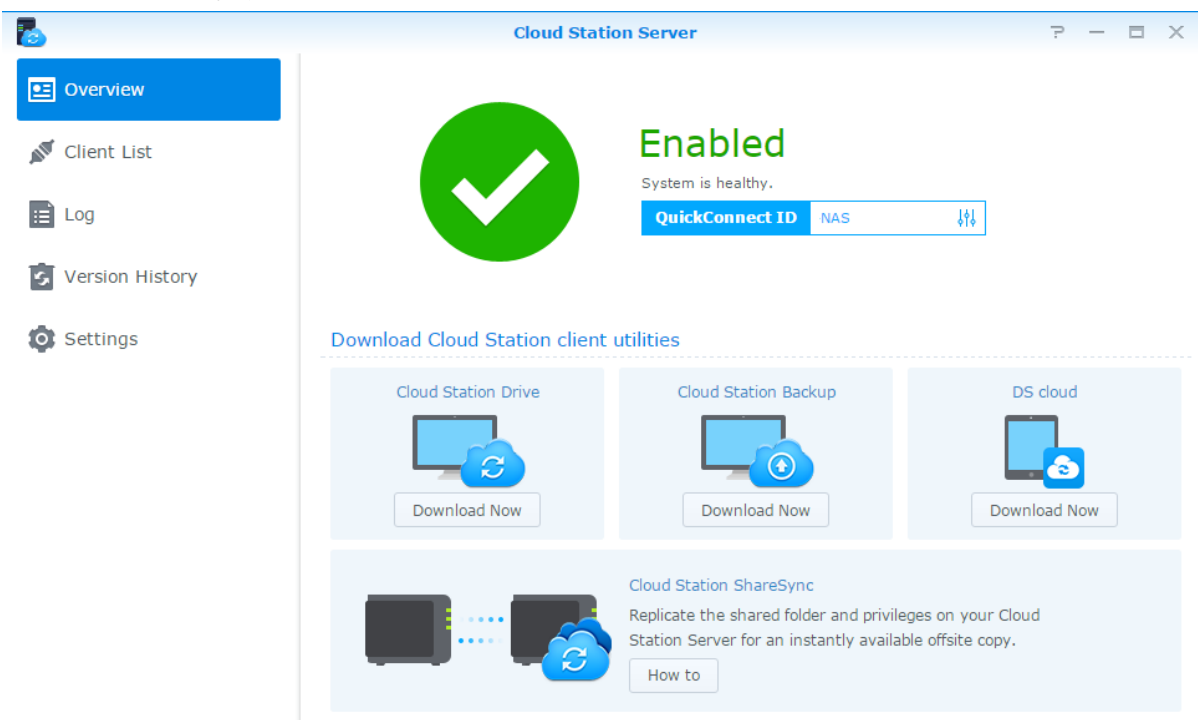 Cloud Station Server
Overview
Client List
Log
Version History
Settings
Enabled
System is healthy.
QuickConnect ID NAS
Download Cloud Station client utilities
Cloud Station Drive
Download Now
Cloud Station Backup
Download Now
DS cloud
Download Now
Cloud Station ShareSync
Replicate the shared folder and privileges on your Cloud
Station Server for an instantly available offsite copy.
How to